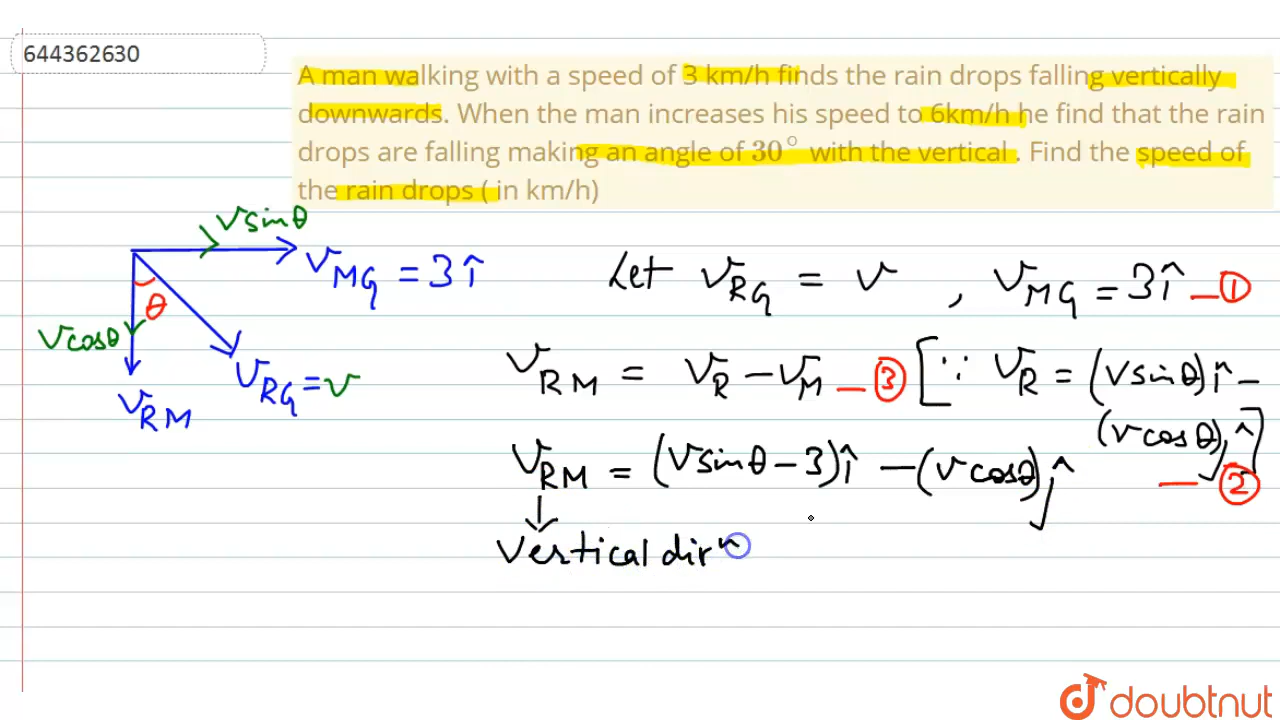 644362630
A man walking with a speed of 3 km/h finds the rain drops falling vertically
downwards. When the man increases his speed to 6km/h he find that the rain
drops are falling making an angle of 30° with the vertical . Find the speed of
the rain drops ( in km/h)
V sinθ
V_MG = 3î
θ
V cosθ
V_RG = V
V_RM
Let V_RG = V , V_MG = 3î — ①
V_RM = V_R − V_M — ③ [∵ V_R = (V sinθ)î −
(V cosθ)ĵ]
— ②
V_RM = (V sinθ − 3)î − (V cosθ)ĵ
↓
Vertical dirⁿ
doubtnut